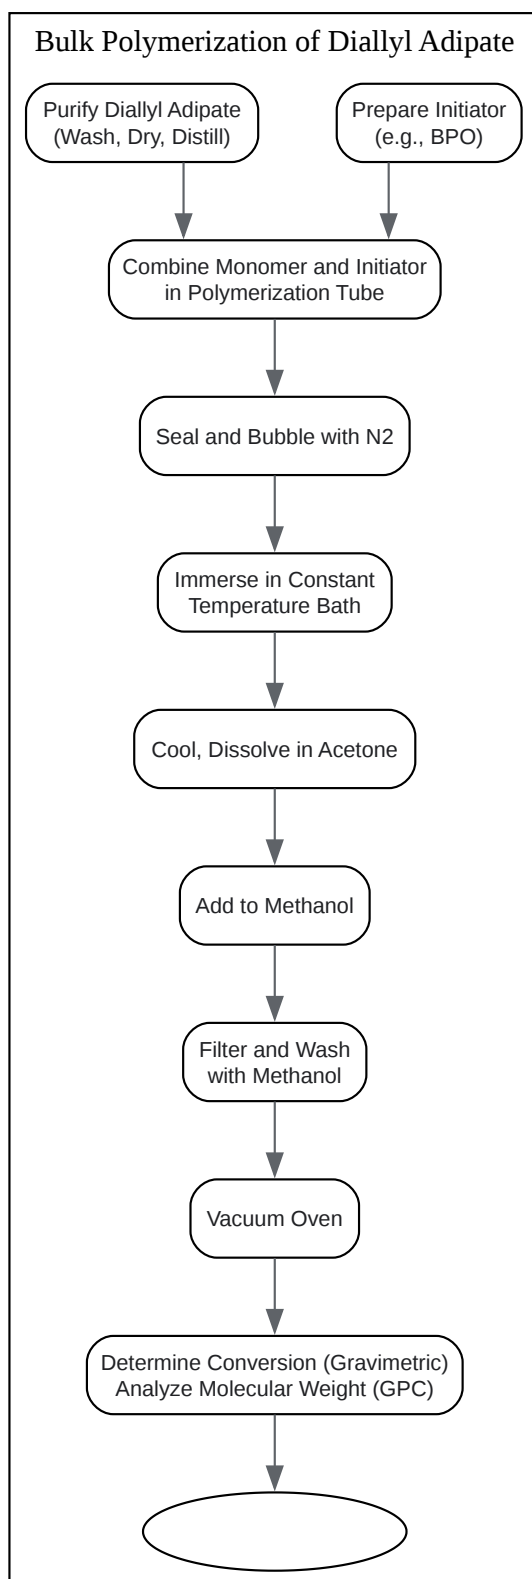 Bulk Polymerization of Diallyl Adipate
Purify Diallyl Adipate
(Wash, Dry, Distill)
Prepare Initiator
(e.g., BPO)
Combine Monomer and Initiator
in Polymerization Tube
Seal and Bubble with N2
Immerse in Constant
Temperature Bath
Cool, Dissolve in Acetone
Add to Methanol
Filter and Wash
with Methanol
Vacuum Oven
Determine Conversion (Gravimetric)
Analyze Molecular Weight (GPC)